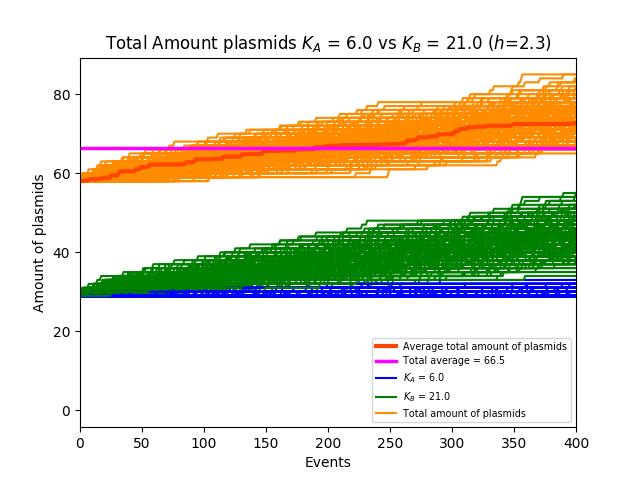 Total Amount plasmids K_A = 6.0 vs K_B = 21.0 (h=2.3)
Amount of plasmids
80
60
40
20
0
0 50 100 150 200 250 300 350 400
Events
Average total amount of plasmids
Total average = 66.5
K_A = 6.0
K_B = 21.0
Total amount of plasmids